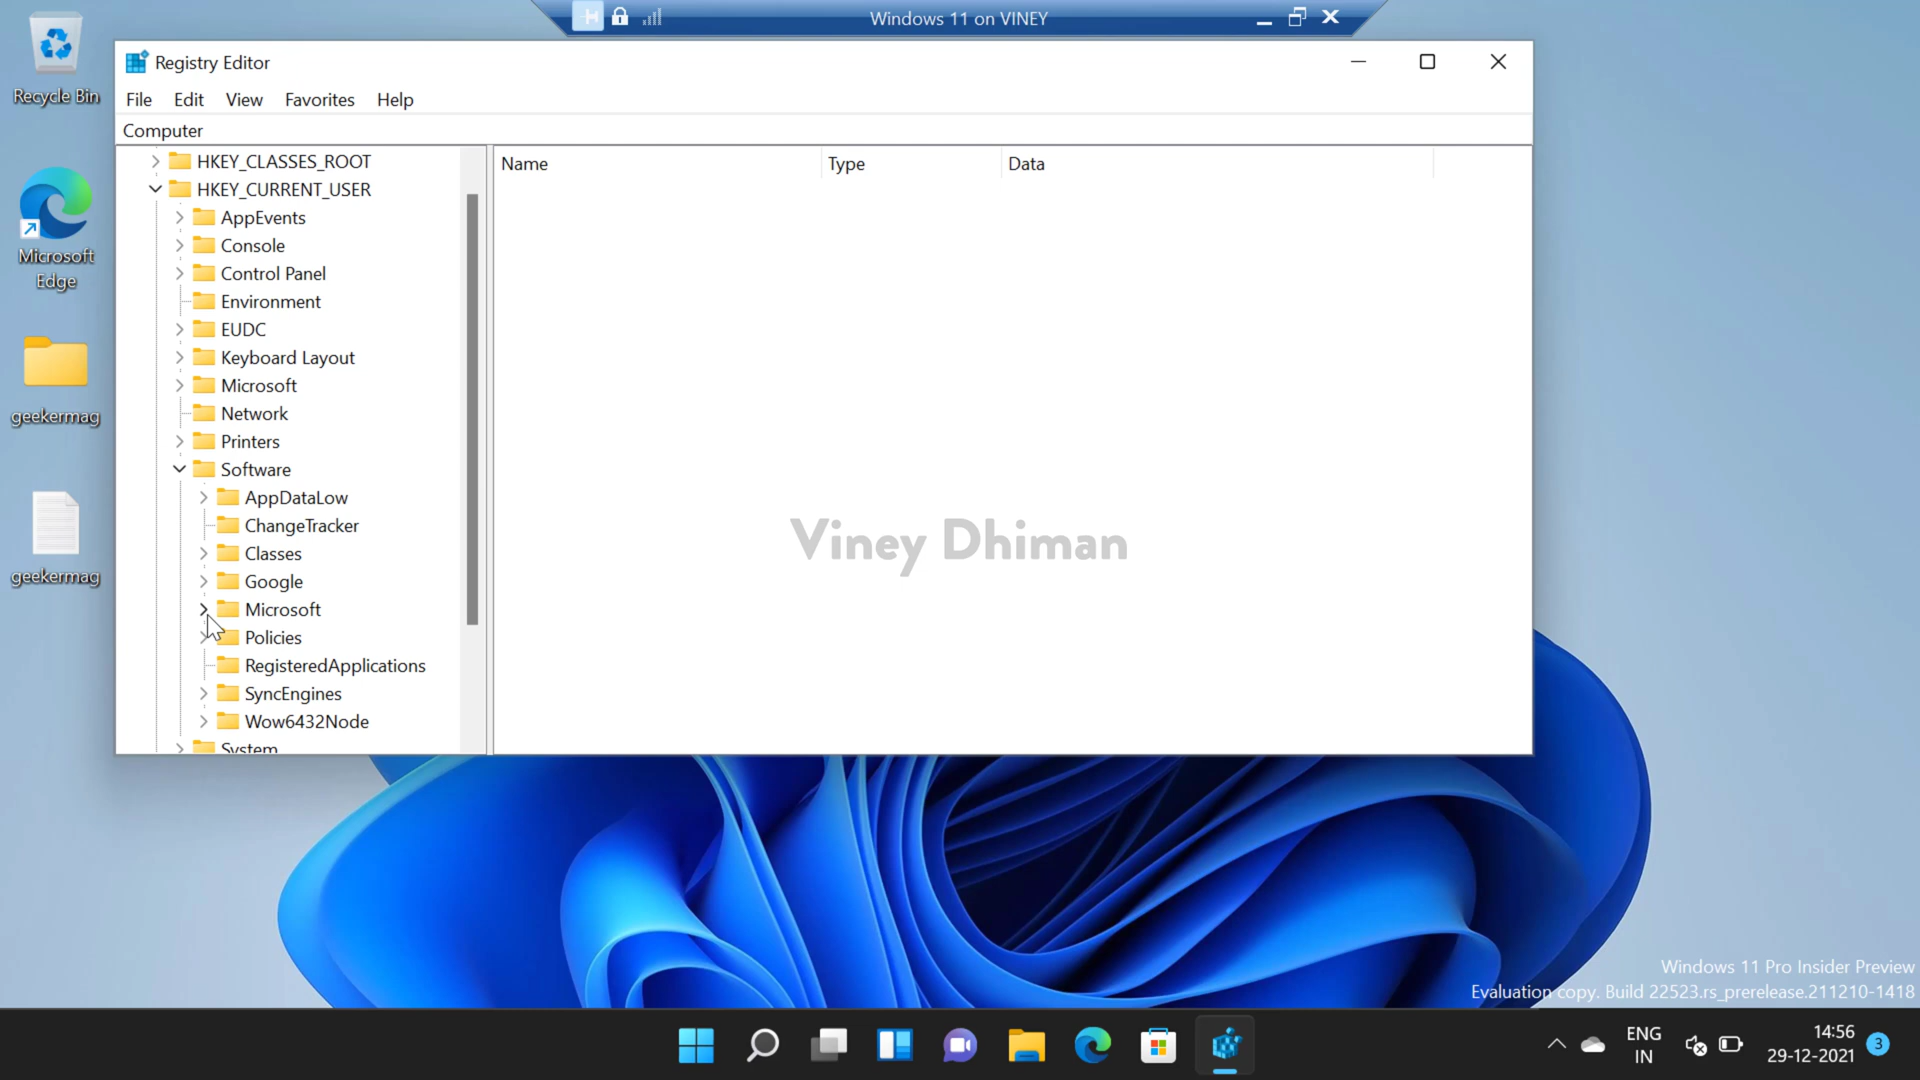 Windows 11 on VINEY
Recycle Bin
Microsoft
Edge
geekermag
geekermag
Registry Editor
File Edit View Favorites Help
Computer
HKEY_CLASSES_ROOT
HKEY_CURRENT_USER
AppEvents
Console
Control Panel
Environment
EUDC
Keyboard Layout
Microsoft
Network
Printers
Software
AppDataLow
ChangeTracker
Classes
Google
Microsoft
Policies
RegisteredApplications
SyncEngines
Wow6432Node
System
Name Type Data
Viney Dhiman
Windows 11 Pro Insider Preview
Evaluation copy. Build 22523.rs_prerelease.211210-1418
ENG
IN
14:56
29-12-2021
3